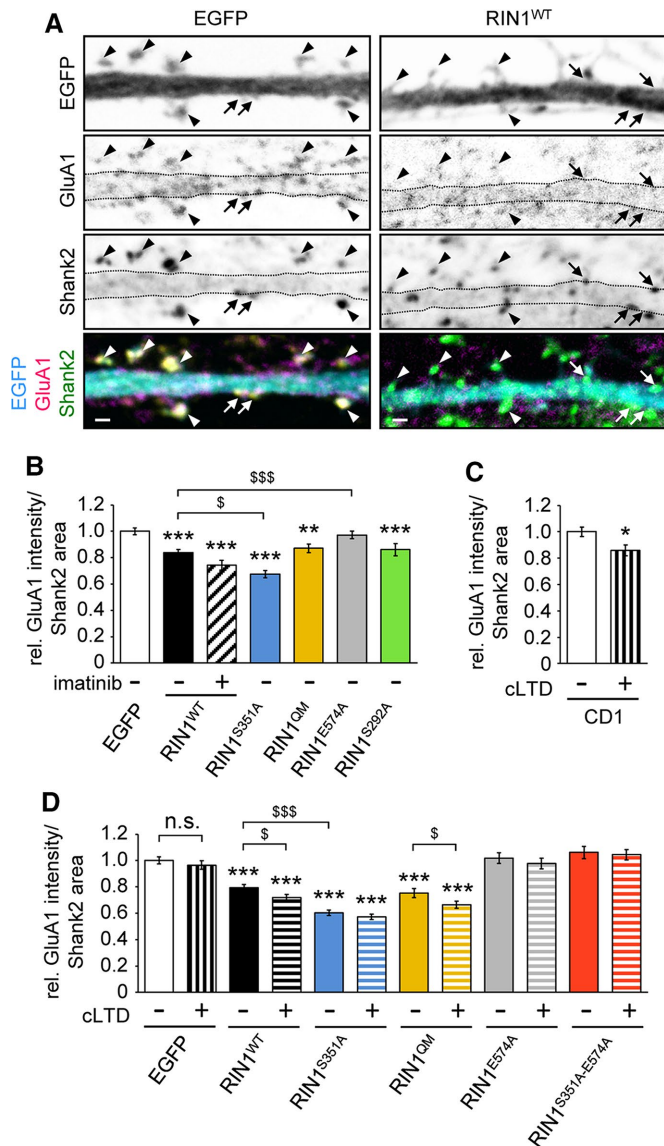 A
EGFP
RIN1WT
EGFP
GluA1
Shank2
EGFP
GluA1
Shank2
B
rel. GluA1 intensity/
Shank2 area
1.2
1.0
0.8
0.6
0.4
0.2
0
$$$
$
***
***
***
**
***
imatinib
–
+
–
–
–
–
–
EGFP
RIN1WT
RIN1S351A
RIN1QM
RIN1E574A
RIN1S292A
C
rel. GluA1 intensity/
Shank2 area
1.2
1.0
0.8
0.6
0.4
0.2
0
*
cLTD
–
+
CD1
D
rel. GluA1 intensity/
Shank2 area
1.2
1.0
0.8
0.6
0.4
0.2
0
n.s.
$$$
$
$
***
***
***
***
***
***
cLTD
– + – + – + – + – + – +
EGFP
RIN1WT
RIN1S351A
RIN1QM
RIN1E574A
RIN1S351A-E574A